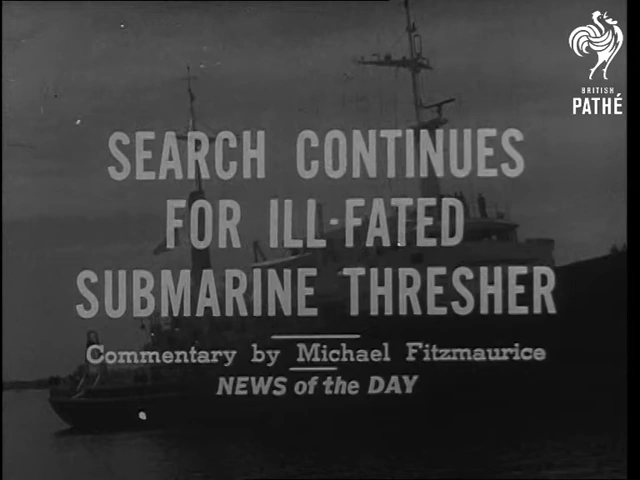 BRITISH
PATHÉ
SEARCH CONTINUES
FOR ILL-FATED
SUBMARINE THRESHER
Commentary by Michael Fitzmaurice
NEWS of the DAY